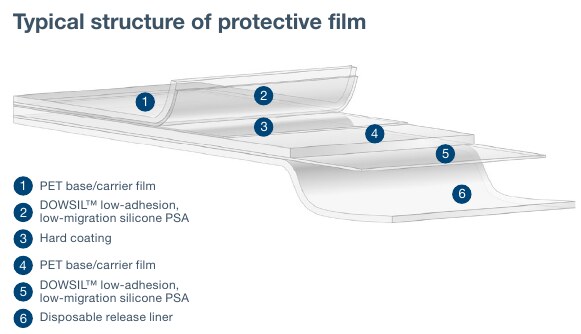 Typical structure of protective film
1
2
3
4
5
6
1 PET base/carrier film
2 DOWSIL™ low-adhesion,
low-migration silicone PSA
3 Hard coating
4 PET base/carrier film
5 DOWSIL™ low-adhesion,
low-migration silicone PSA
6 Disposable release liner